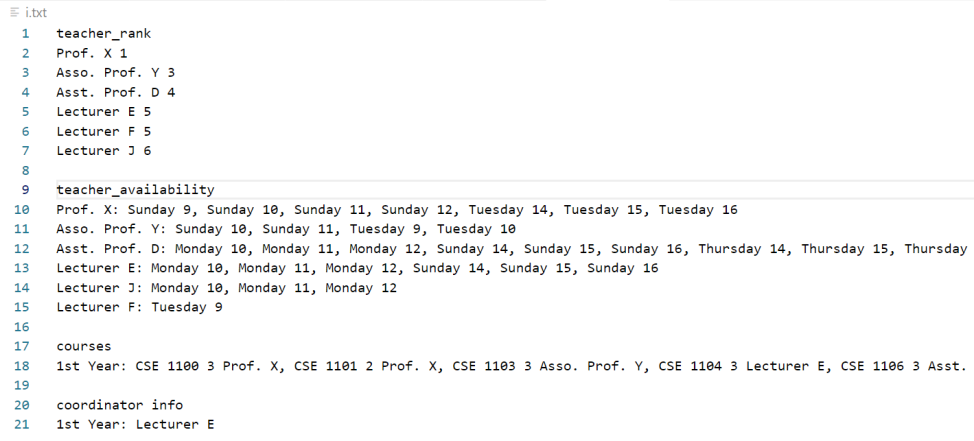 i.txt
1 teacher_rank
2 Prof. X 1
3 Asso. Prof. Y 3
4 Asst. Prof. D 4
5 Lecturer E 5
6 Lecturer F 5
7 Lecturer J 6
8
9 teacher_availability
10 Prof. X: Sunday 9, Sunday 10, Sunday 11, Sunday 12, Tuesday 14, Tuesday 15, Tuesday 16
11 Asso. Prof. Y: Sunday 10, Sunday 11, Tuesday 9, Tuesday 10
12 Asst. Prof. D: Monday 10, Monday 11, Monday 12, Sunday 14, Sunday 15, Sunday 16, Thursday 14, Thursday 15, Thursday
13 Lecturer E: Monday 10, Monday 11, Monday 12, Sunday 14, Sunday 15, Sunday 16
14 Lecturer J: Monday 10, Monday 11, Monday 12
15 Lecturer F: Tuesday 9
16
17 courses
18 1st Year: CSE 1100 3 Prof. X, CSE 1101 2 Prof. X, CSE 1103 3 Asso. Prof. Y, CSE 1104 3 Lecturer E, CSE 1106 3 Asst.
19
20 coordinator info
21 1st Year: Lecturer E